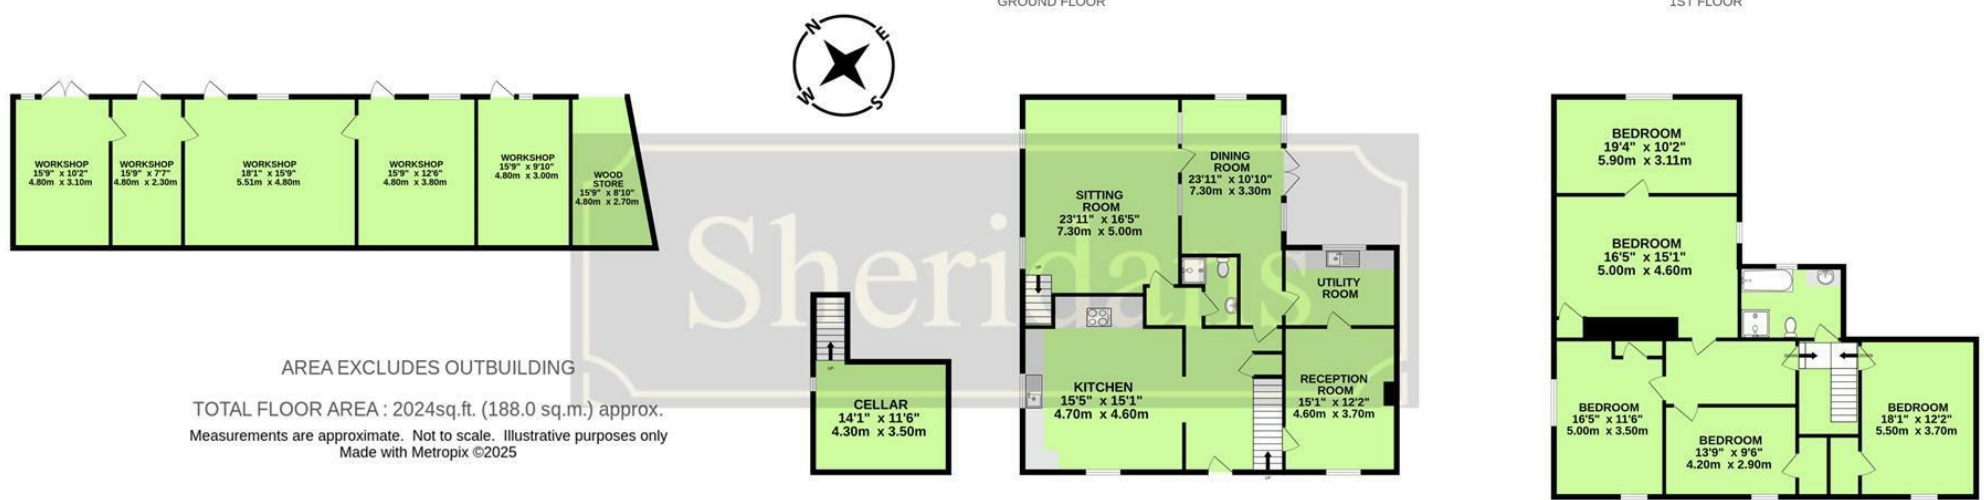 GROUND FLOOR
1ST FLOOR
N
E
S
W
WORKSHOP
15'9" x 10'2"
4.80m x 3.10m
WORKSHOP
15'9" x 7'7"
4.80m x 2.30m
WORKSHOP
18'1" x 15'9"
5.51m x 4.80m
WORKSHOP
15'9" x 12'6"
4.80m x 3.80m
WORKSHOP
15'9" x 9'10"
4.80m x 3.00m
WOOD
STORE
15'9" x 8'10"
4.80m x 2.70m
Sheridans
SITTING
ROOM
23'11" x 16'5"
7.30m x 5.00m
DINING
ROOM
23'11" x 10'10"
7.30m x 3.30m
UTILITY
ROOM
UP
KITCHEN
15'5" x 15'1"
4.70m x 4.60m
RECEPTION
ROOM
15'1" x 12'2"
4.60m x 3.70m
UP
UP
CELLAR
14'1" x 11'6"
4.30m x 3.50m
BEDROOM
19'4" x 10'2"
5.90m x 3.11m
BEDROOM
16'5" x 15'1"
5.00m x 4.60m
BEDROOM
16'5" x 11'6"
5.00m x 3.50m
BEDROOM
13'9" x 9'6"
4.20m x 2.90m
BEDROOM
18'1" x 12'2
5.50m x 3.70m
AREA EXCLUDES OUTBUILDING
TOTAL FLOOR AREA : 2024sq.ft. (188.0 sq.m.) approx.
Measurements are approximate. Not to scale. Illustrative purposes only
Made with Metropix ©2025